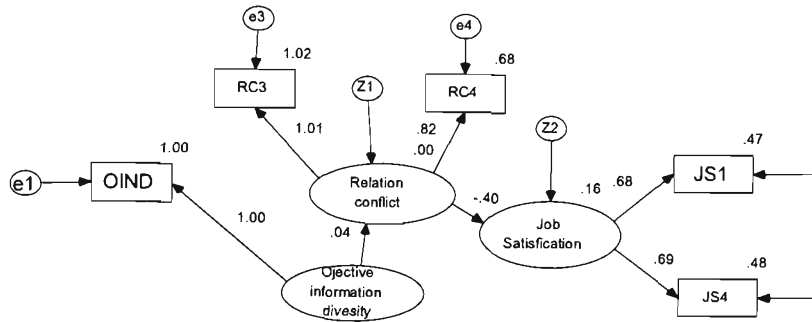 e3
e4
1.02
.68
RC3
Z1
RC4
1.01
.82
.00
Z2
.47
1.00
e1
OIND
Relation
conflict
.16
.68
JS1
-.40
1.00
.04
Job
Satisfication
.69
.48
Ojective
information
divesity
JS4